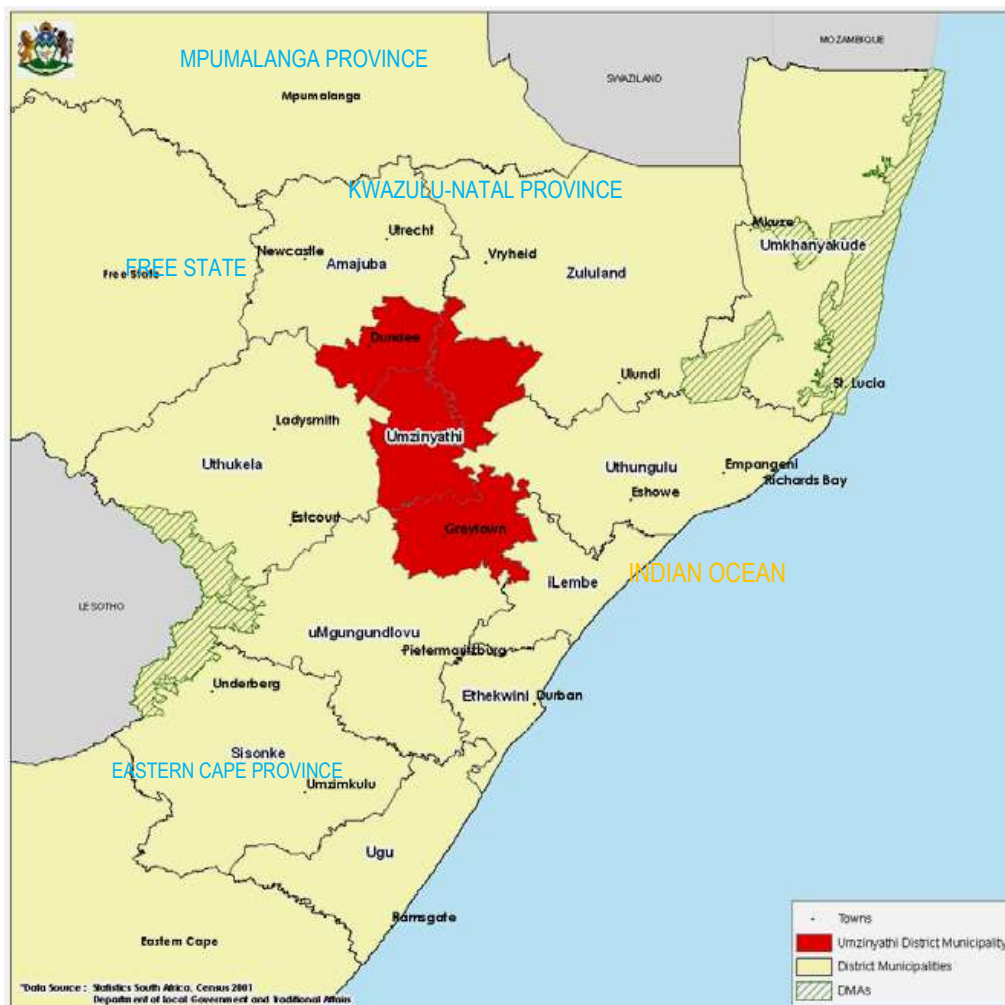 MOZAMBIQUE
MPUMALANGA PROVINCE
SWAZILAND
Mpumalanga
KWAZULU-NATAL PROVINCE
Mkuze
Utrecht
Umkhanyakude
Newcastle
Vryheid
Amajuba
FREE STATE
Free State
Zululand
Dundee
Ulundi
St. Lucia
Ladysmith
Umzinyathi
Uthukela
Uthungulu
Empangeni
Richards Bay
Eshowe
Estcourt
Greytown
INDIAN OCEAN
iLembe
LESOTHO
uMgungundlovu
Pietermaritzburg
Underberg
Ethekwini
Durban
Sisonke
EASTERN CAPE PROVINCE
Umzimkulu
Ugu
Ramsgate
Eastern Cape
Towns
Umzinyathi District Municipality
District Municipalities
DMAs
*Data Source : Statistics South Africa, Census 2001
Department of Local Government and Traditional Affairs